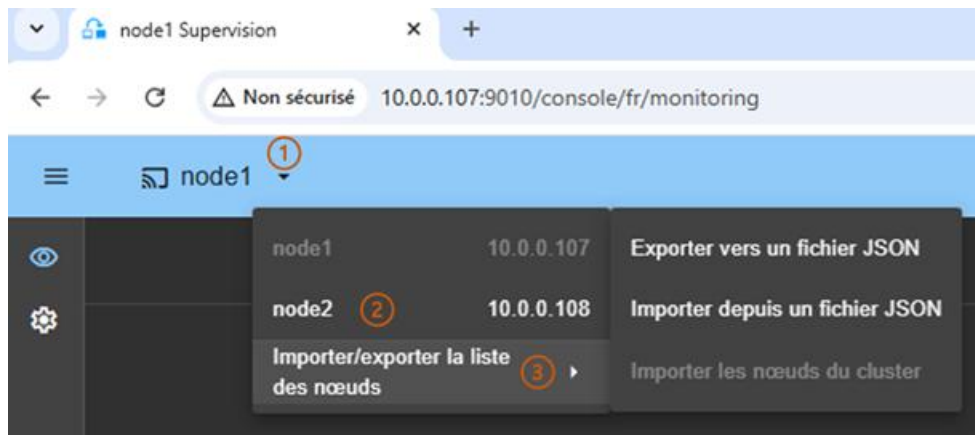 node1 Supervision
Non sécurisé 10.0.0.107:9010/console/fr/monitoring
node1 1
node1 10.0.0.107
node2 2 10.0.0.108
Importer/exporter la liste
des nœuds 3
Exporter vers un fichier JSON
Importer depuis un fichier JSON
Importer les nœuds du cluster